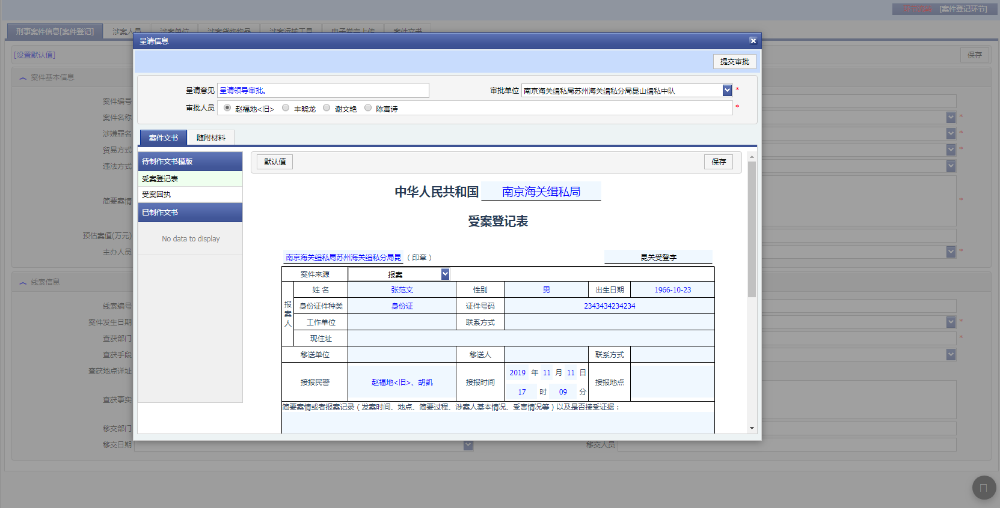 [案件登记环节]
刑事案件信息[案件登记]
涉案人员
涉案单位
涉案货物物品
涉案运输工具
电子卷宗上传
案件文书
呈请信息
[设置默认值]
保存
提交审批
案件基本信息
呈请意见 呈请领导审批。 审批单位 南京海关缉私局苏州海关缉私分局昆山缉私中队 *
审批人员 赵福地<旧> 丰晓龙 谢文艳 陈寓诗 *
案件编号
案件名称 *
涉嫌罪名 *
贸易方式 *
违法方式
简要案情 *
预估案值(万元)
主办人员 *
线索信息
线索编号
案件发生日期 *
查获部门 *
查获手段
查获地点详址
查获事实
移交部门
移交日期 移交人员
案件文书 随附材料
待制作文书模版
受案登记表
受案回执
已制作文书
No data to display
默认值 保存
中华人民共和国 南京海关缉私局
受案登记表
南京海关缉私局苏州海关缉私分局昆 （印章） 昆关受登字
案件来源 报案
报案人
姓 名 张范文 性别 男 出生日期 1966-10-23
身份证件种类 身份证 证件号码 2343434234234
工作单位 联系方式
现住址
移送单位 移送人 联系方式
接报民警 赵福地<旧>、胡凯 接报时间 2019 年 11 月 11 日 接报地点
17 时 09 分
简要案情或者报案记录（发案时间、地点、简要过程、涉案人基本情况、受害情况等）以及是否接受证据：